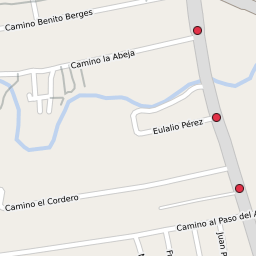 Camino Benito Berges
Camino la Abeja
Eulalio Pérez
Camino el Cordero
Camino al Paso del
Juan